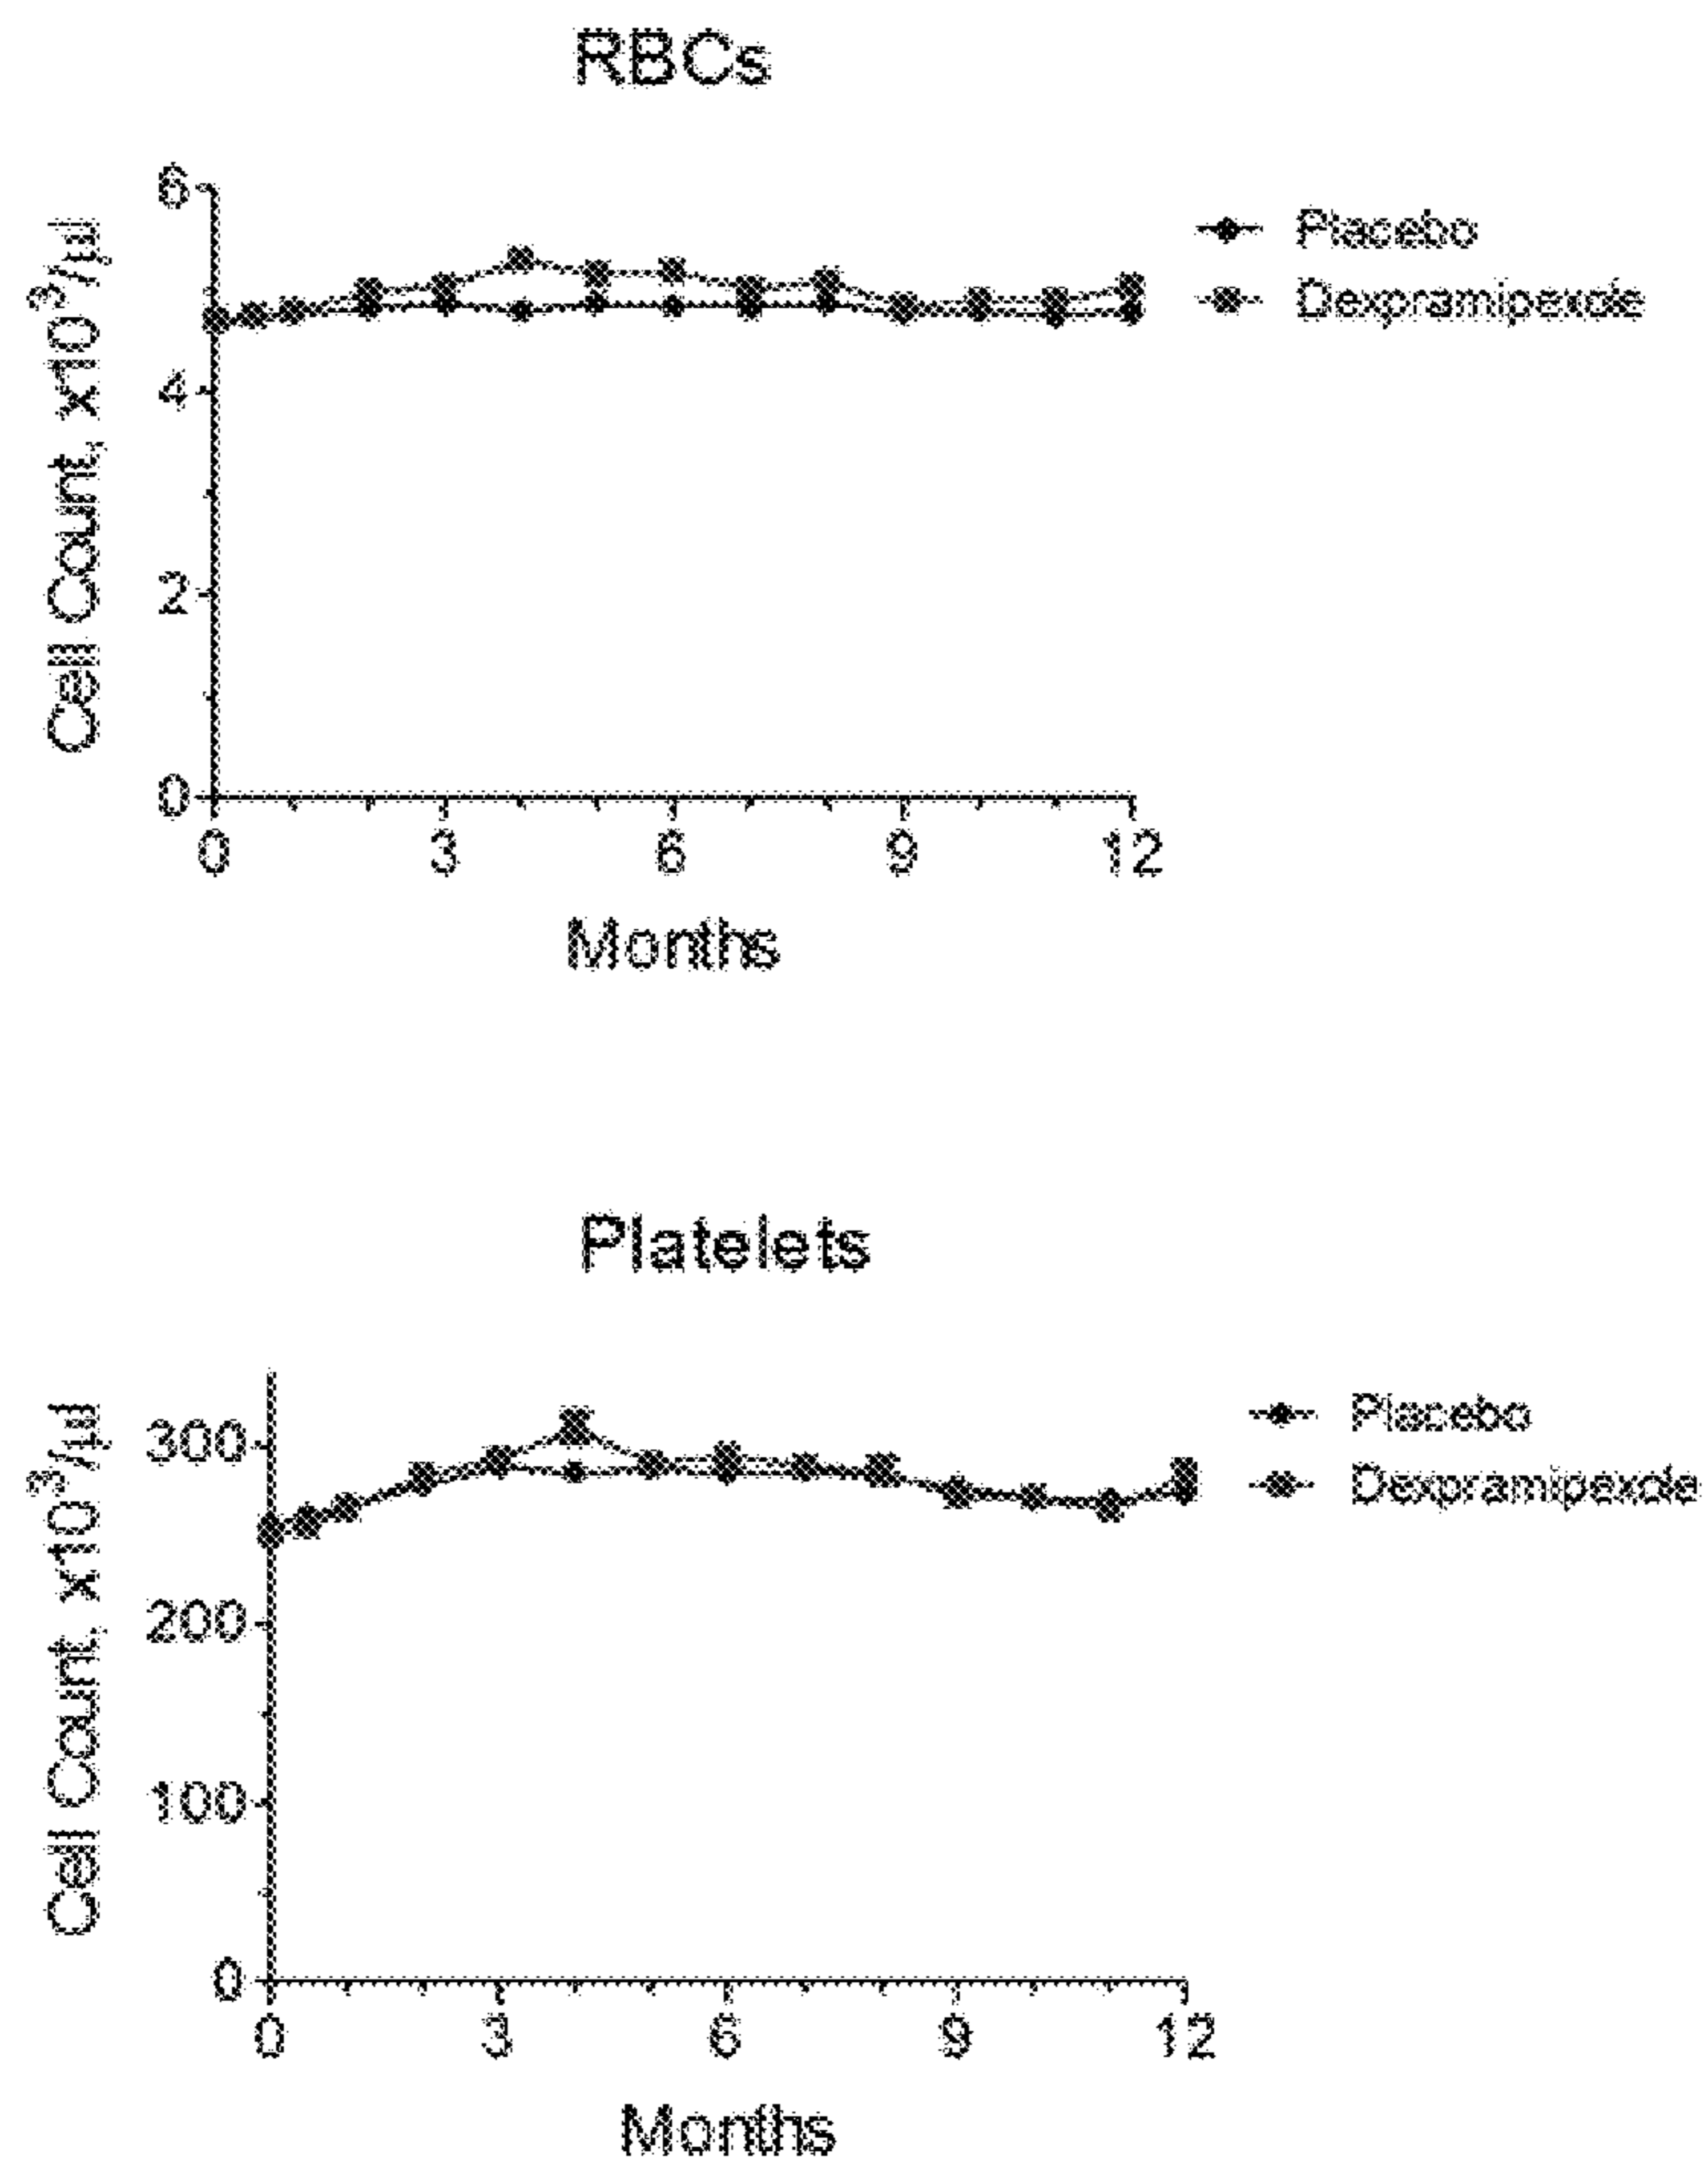 RBCs
6
4
2
0
Cell Count, x10³/µl
0 3 6 9 12
Months
Placebo
Dexpramipexole
Platelets
300
200
100
0
Cell Count, x10³/µl
0 3 6 9 12
Months
Placebo
Dexpramipexole